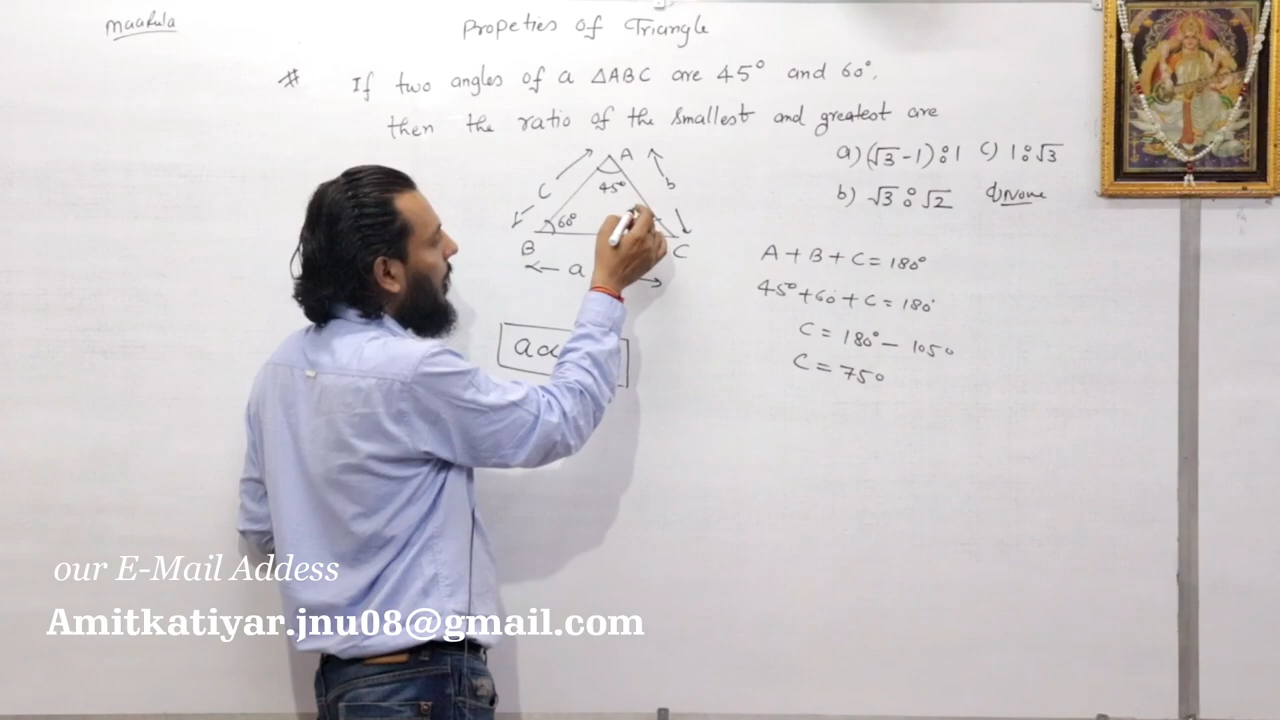 maarula
Propeties of Triangle
# If two angles of a ΔABC are 45° and 60°,
then the ratio of the smallest and greatest are
a) (√3 - 1) : 1 c) 1 : √3
b) √3 : √2 d) None
A
45°
c
b
60°
B
C
a
A + B + C = 180°
45° + 60 + C = 180°
C = 180° - 105°
C = 75°
our E-Mail Addess
Amitkatiyar.jnu08@gmail.com